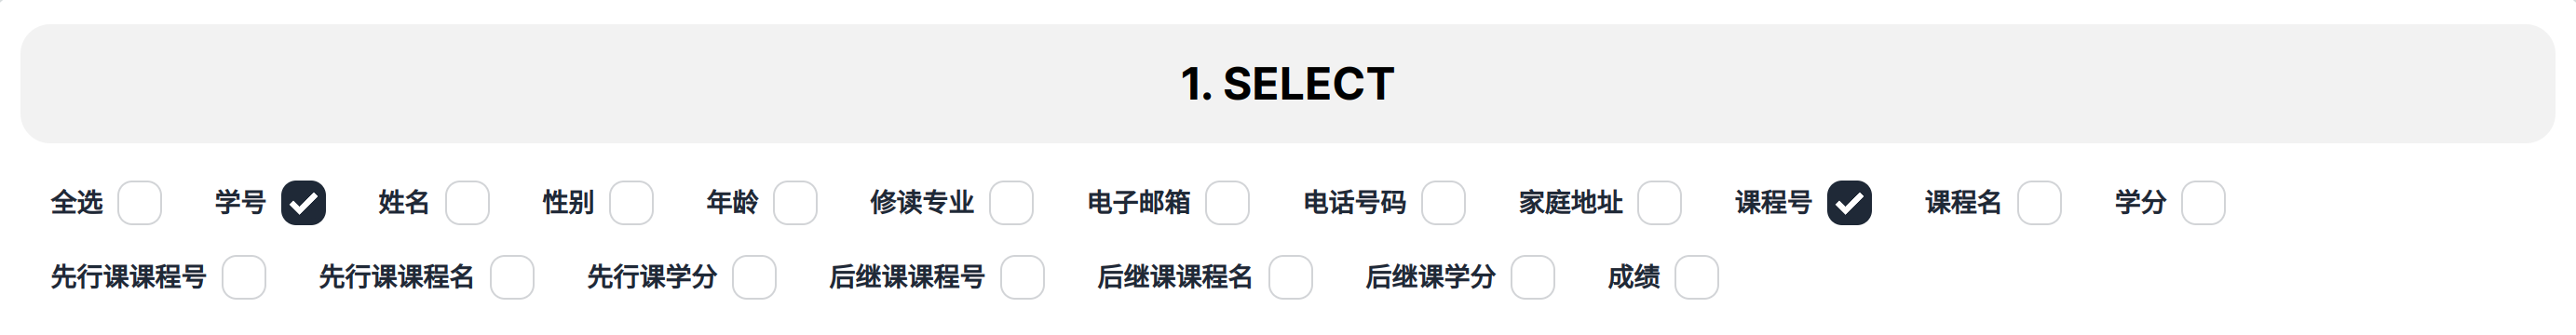 1. SELECT
全选 学号 姓名 性别 年龄 修读专业 电子邮箱 电话号码 家庭地址 课程号 课程名 学分
先行课课程号 先行课课程名 先行课学分 后继课课程号 后继课课程名 后继课学分 成绩